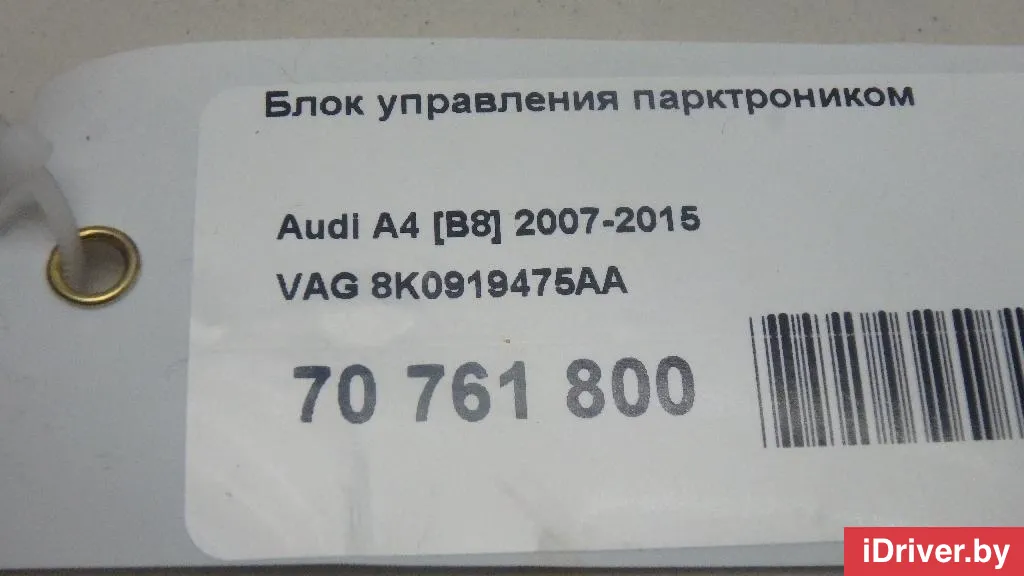 Блок управления парктроником
Audi A4 [B8] 2007-2015
VAG 8K0919475AA
70 761 800
iDriver.by